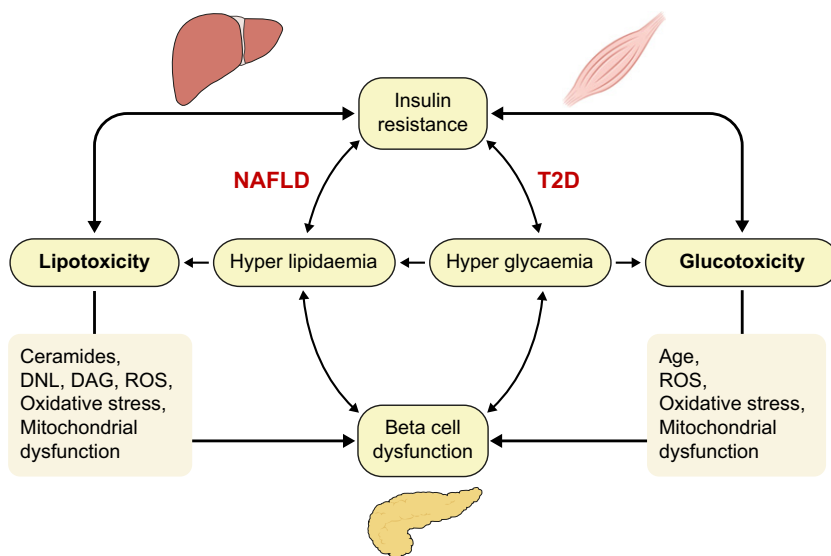 Insulin
resistance
NAFLD
T2D
Lipotoxicity
Hyper lipidaemia
Hyper glycaemia
Glucotoxicity
Ceramides,
DNL, DAG, ROS,
Oxidative stress,
Mitochondrial
dysfunction
Age,
ROS,
Oxidative stress,
Mitochondrial
dysfunction
Beta cell
dysfunction